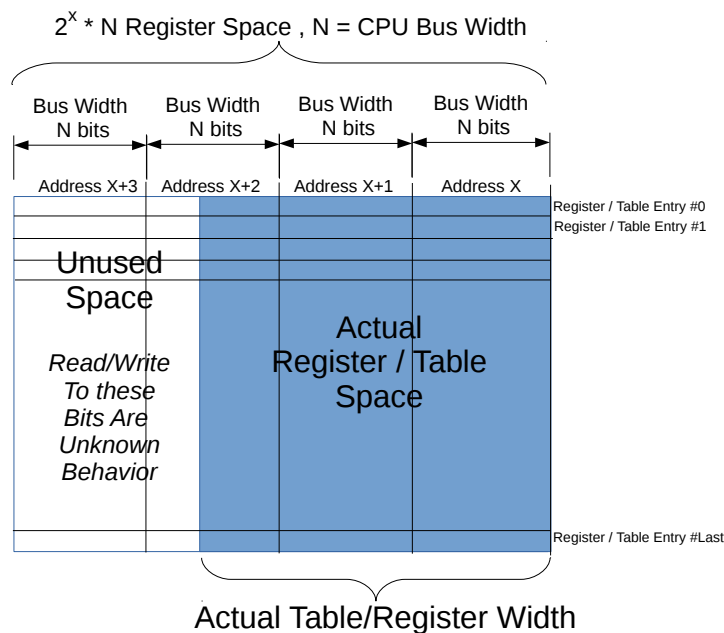 2^x * N Register Space , N = CPU Bus Width
Bus Width
N bits
Bus Width
N bits
Bus Width
N bits
Bus Width
N bits
Address X+3
Address X+2
Address X+1
Address X
Register / Table Entry #0
Register / Table Entry #1
Unused
Space
Actual
Register / Table
Space
Read/Write
To these
Bits Are
Unknown
Behavior
Register / Table Entry #Last
Actual Table/Register Width